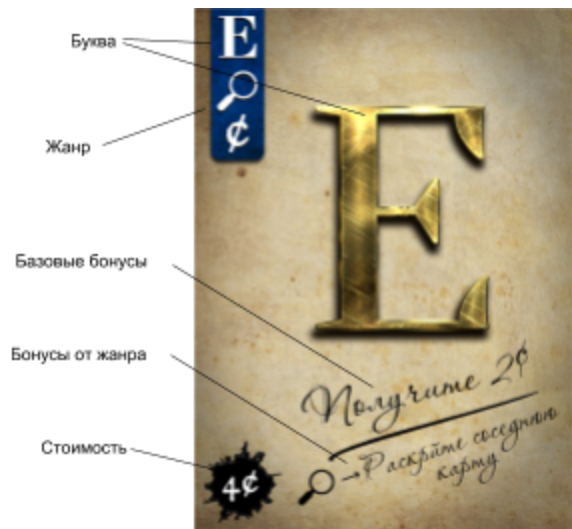 Буква
E
¢
Жанр
E
Базовые бонусы
Бонусы от жанра
Получите 2¢
Стоимость
4¢
→ Раскройте соседнюю
карту